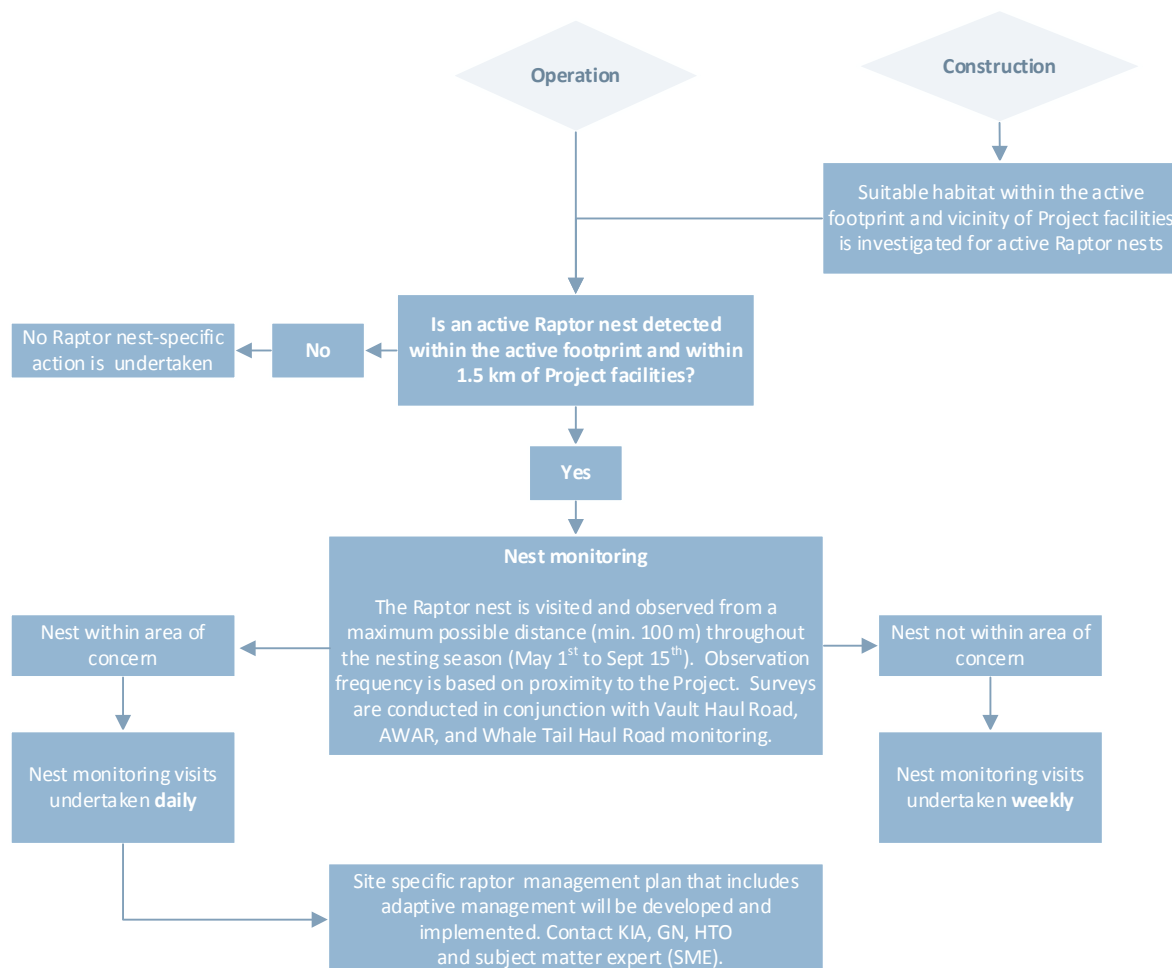 Operation
Construction
Suitable habitat within the active
footprint and vicinity of Project facilities
is investigated for active Raptor nests
Is an active Raptor nest detected
within the active footprint and within
1.5 km of Project facilities?
No
No Raptor nest-specific
action is undertaken
Yes
Nest monitoring
The Raptor nest is visited and observed from a
maximum possible distance (min. 100 m) throughout
the nesting season (May 1st to Sept 15th). Observation
frequency is based on proximity to the Project. Surveys
are conducted in conjunction with Vault Haul Road,
AWAR, and Whale Tail Haul Road monitoring.
Nest within area of
concern
Nest not within area of
concern
Nest monitoring visits
undertaken daily
Nest monitoring visits
undertaken weekly
Site specific raptor management plan that includes
adaptive management will be developed and
implemented. Contact KIA, GN, HTO
and subject matter expert (SME).